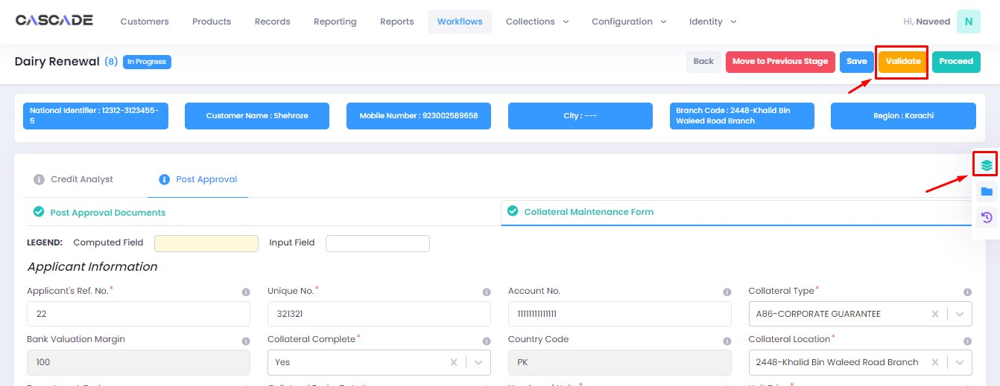 CASCADE Customers Products Records Reporting Reports Workflows Collections Configuration Identity Hi, Naveed N
Dairy Renewal (8) In Progress Back Move to Previous Stage Save Validate Proceed
National Identifier : 12312-3123455-
5
Customer Name : Shehroze
Mobile Number : 923002589658
City : ---
Branch Code : 2448-Khalid Bin
Waleed Road Branch
Region : Karachi
Credit Analyst Post Approval
Post Approval Documents Collateral Maintenance Form
LEGEND: Computed Field Input Field
Applicant Information
Applicant's Ref. No.* Unique No.* Account No. Collateral Type*
22 321321 11111111111111 A86-CORPORATE GUARANTEE
Bank Valuation Margin Collateral Complete* Country Code Collateral Location*
100 Yes PK 2448-Khalid Bin Waleed Road Branch